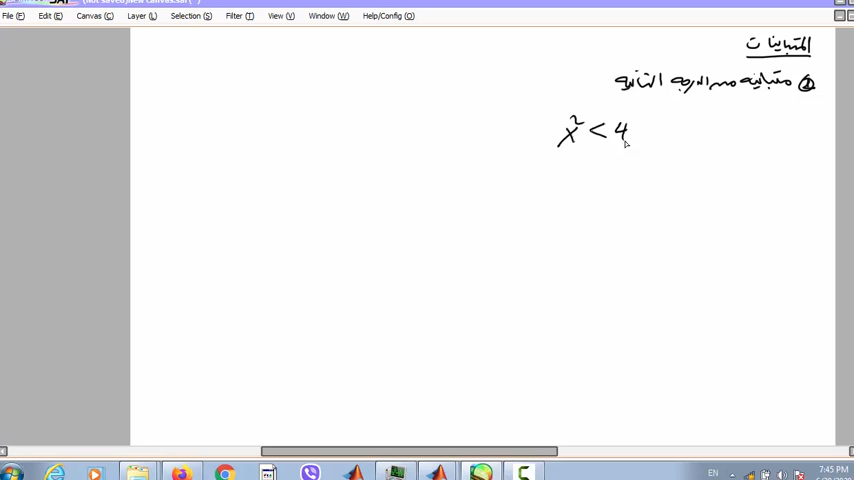 File (F) Edit (E) Canvas (C) Layer (L) Selection (S) Filter (T) View (V) Window (W) Help/Config (O)
المتباينات
② متباينه من الدرجه الثانيه
x² < 4
EN 7:45 PM